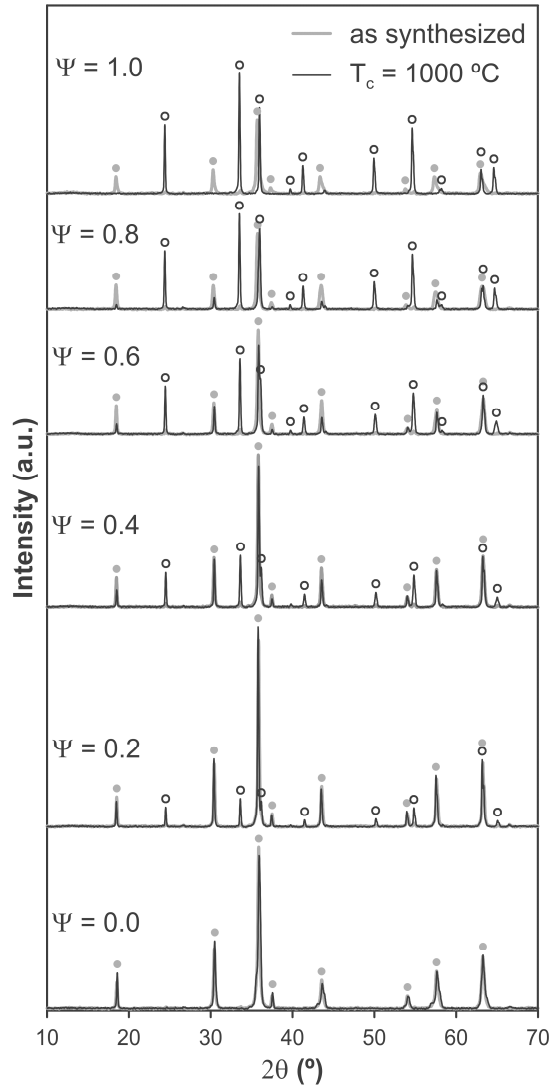 as synthesized
T_c = 1000 ºC
Ψ = 1.0
Ψ = 0.8
Ψ = 0.6
Ψ = 0.4
Ψ = 0.2
Ψ = 0.0
Intensity (a.u.)
10 20 30 40 50 60 70
2θ (º)